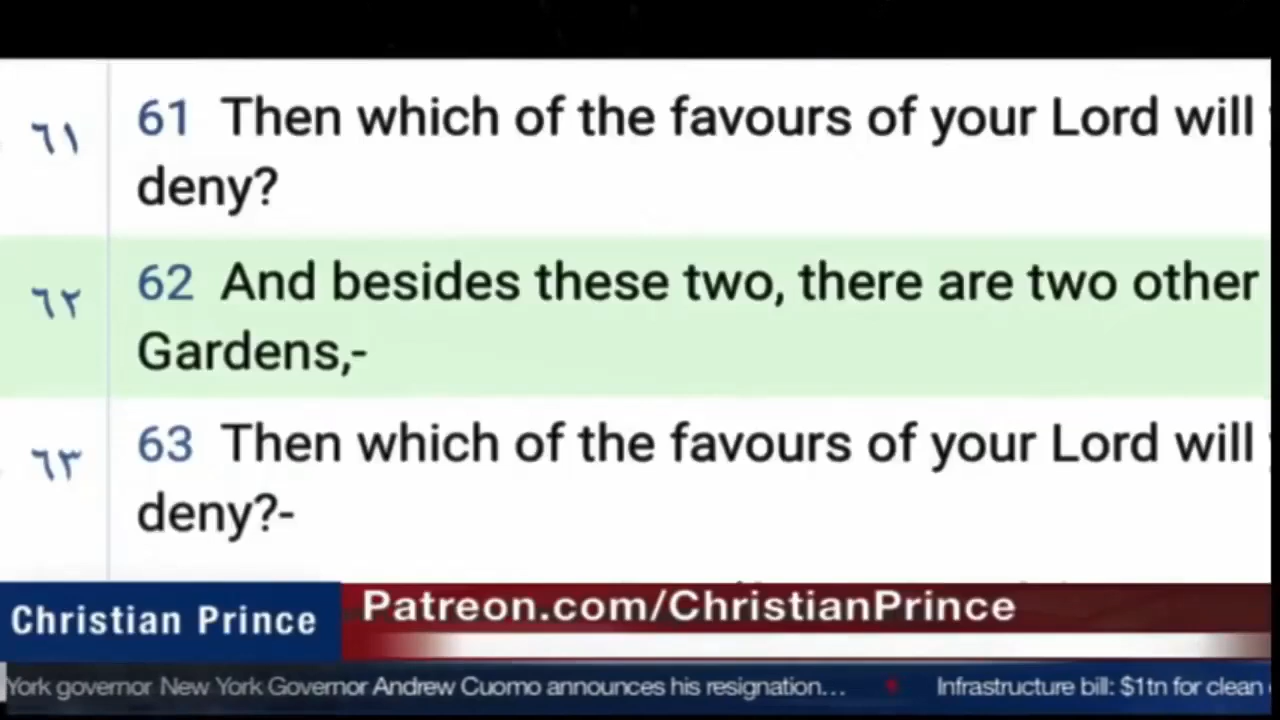 ٦١ 61 Then which of the favours of your Lord will
deny?
٦٢ 62 And besides these two, there are two other
Gardens,-
٦٣ 63 Then which of the favours of your Lord will
deny?-
Christian Prince
Patreon.com/ChristianPrince
York governor New York Governor Andrew Cuomo announces his resignation... Infrastructure bill: $1tn for clean